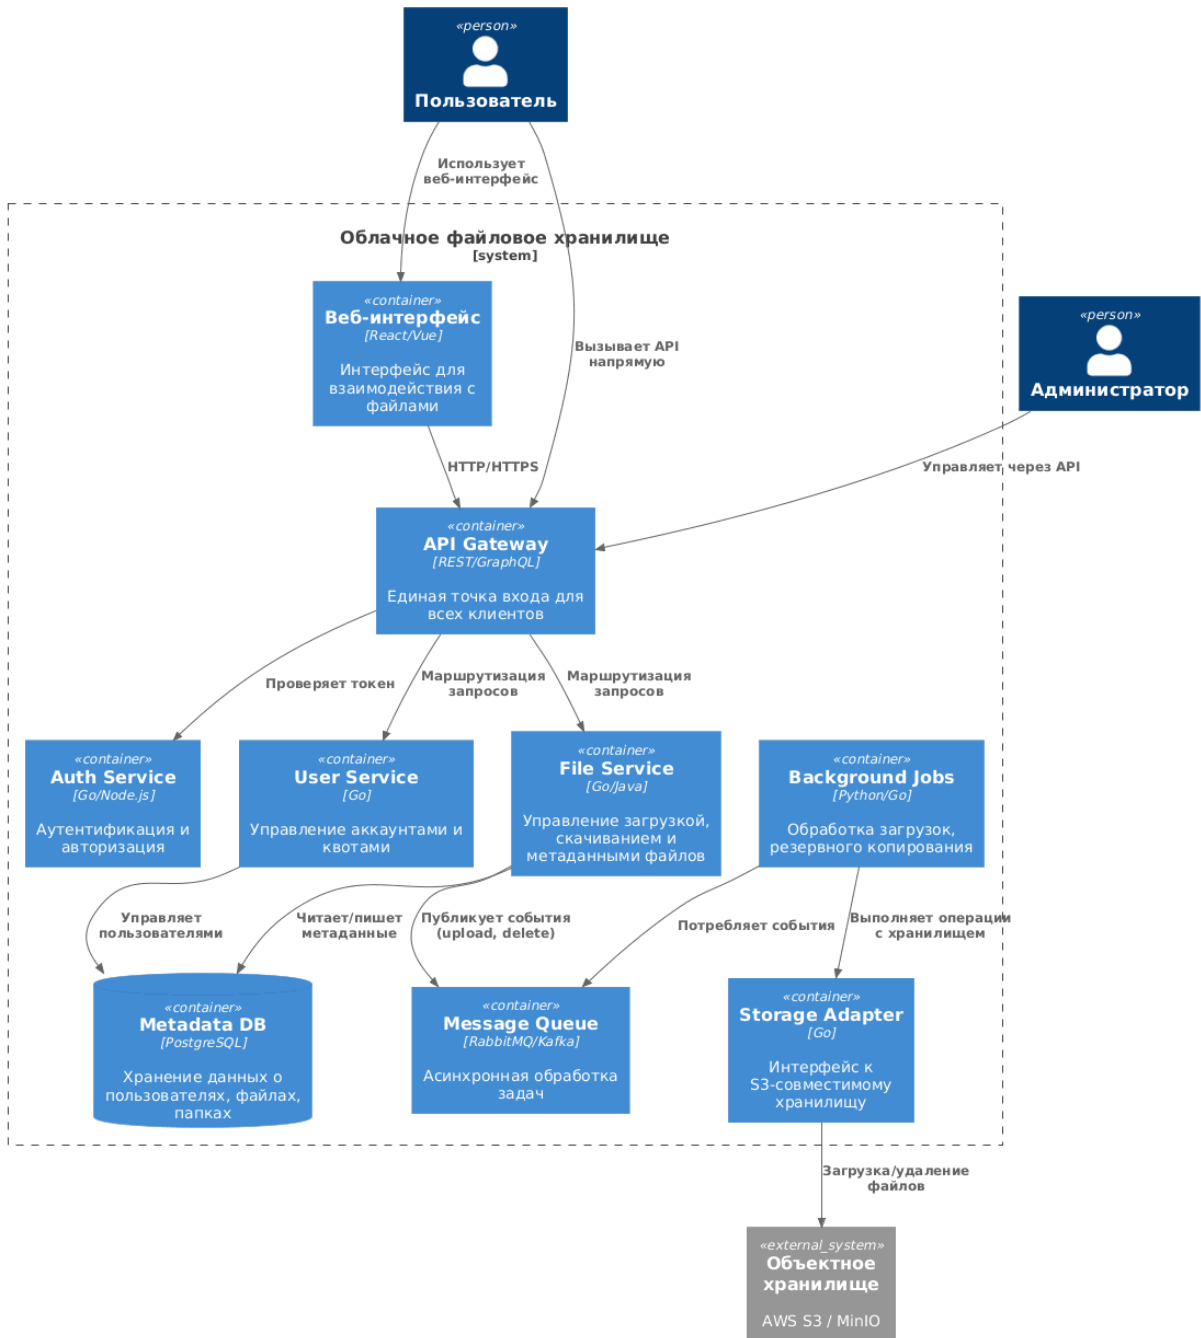 «person»
Пользователь
Использует
веб-интерфейс
Облачное файловое хранилище
[system]
«container»
Веб-интерфейс
[React/Vue]
Интерфейс для
взаимодействия с
файлами
Вызывает API
напрямую
«person»
Администратор
HTTP/HTTPS
Управляет через API
«container»
API Gateway
[REST/GraphQL]
Единая точка входа для
всех клиентов
Проверяет токен
Маршрутизация
запросов
Маршрутизация
запросов
«container»
Auth Service
[Go/Node.js]
Аутентификация и
авторизация
«container»
User Service
[Go]
Управление аккаунтами и
квотами
«container»
File Service
[Go/Java]
Управление загрузкой,
скачиванием и
метаданными файлов
«container»
Background Jobs
[Python/Go]
Обработка загрузок,
резервного копирования
Управляет
пользователями
Читает/пишет
метаданные
Публикует события
(upload, delete)
Потребляет события
Выполняет операции
с хранилищем
«container»
Metadata DB
[PostgreSQL]
Хранение данных о
пользователях, файлах,
папках
«container»
Message Queue
[RabbitMQ/Kafka]
Асинхронная обработка
задач
«container»
Storage Adapter
[Go]
Интерфейс к
S3-совместимому
хранилищу
Загрузка/удаление
файлов
«external_system»
Объектное
хранилище
AWS S3 / MinIO